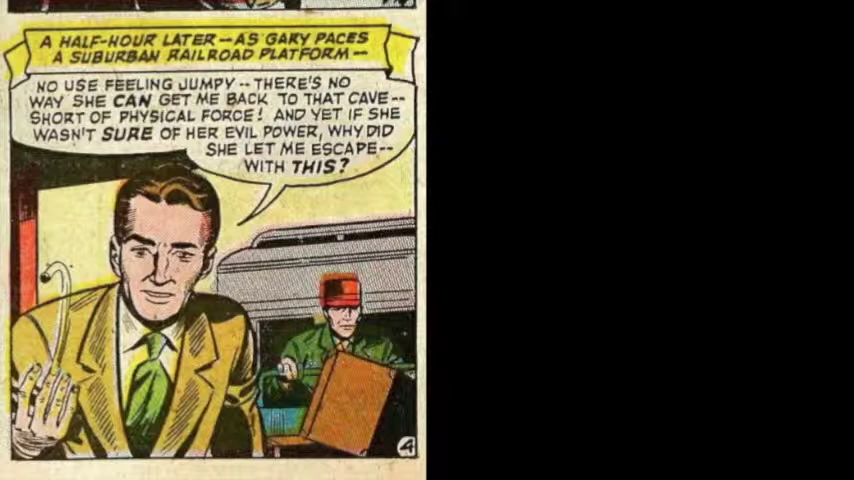 A HALF-HOUR LATER--AS GARY PACES
A SUBURBAN RAILROAD PLATFORM--
NO USE FEELING JUMPY -- THERE'S NO
WAY SHE CAN GET ME BACK TO THAT CAVE--
SHORT OF PHYSICAL FORCE! AND YET IF SHE
WASN'T SURE OF HER EVIL POWER, WHY DID
SHE LET ME ESCAPE--
WITH THIS?
4